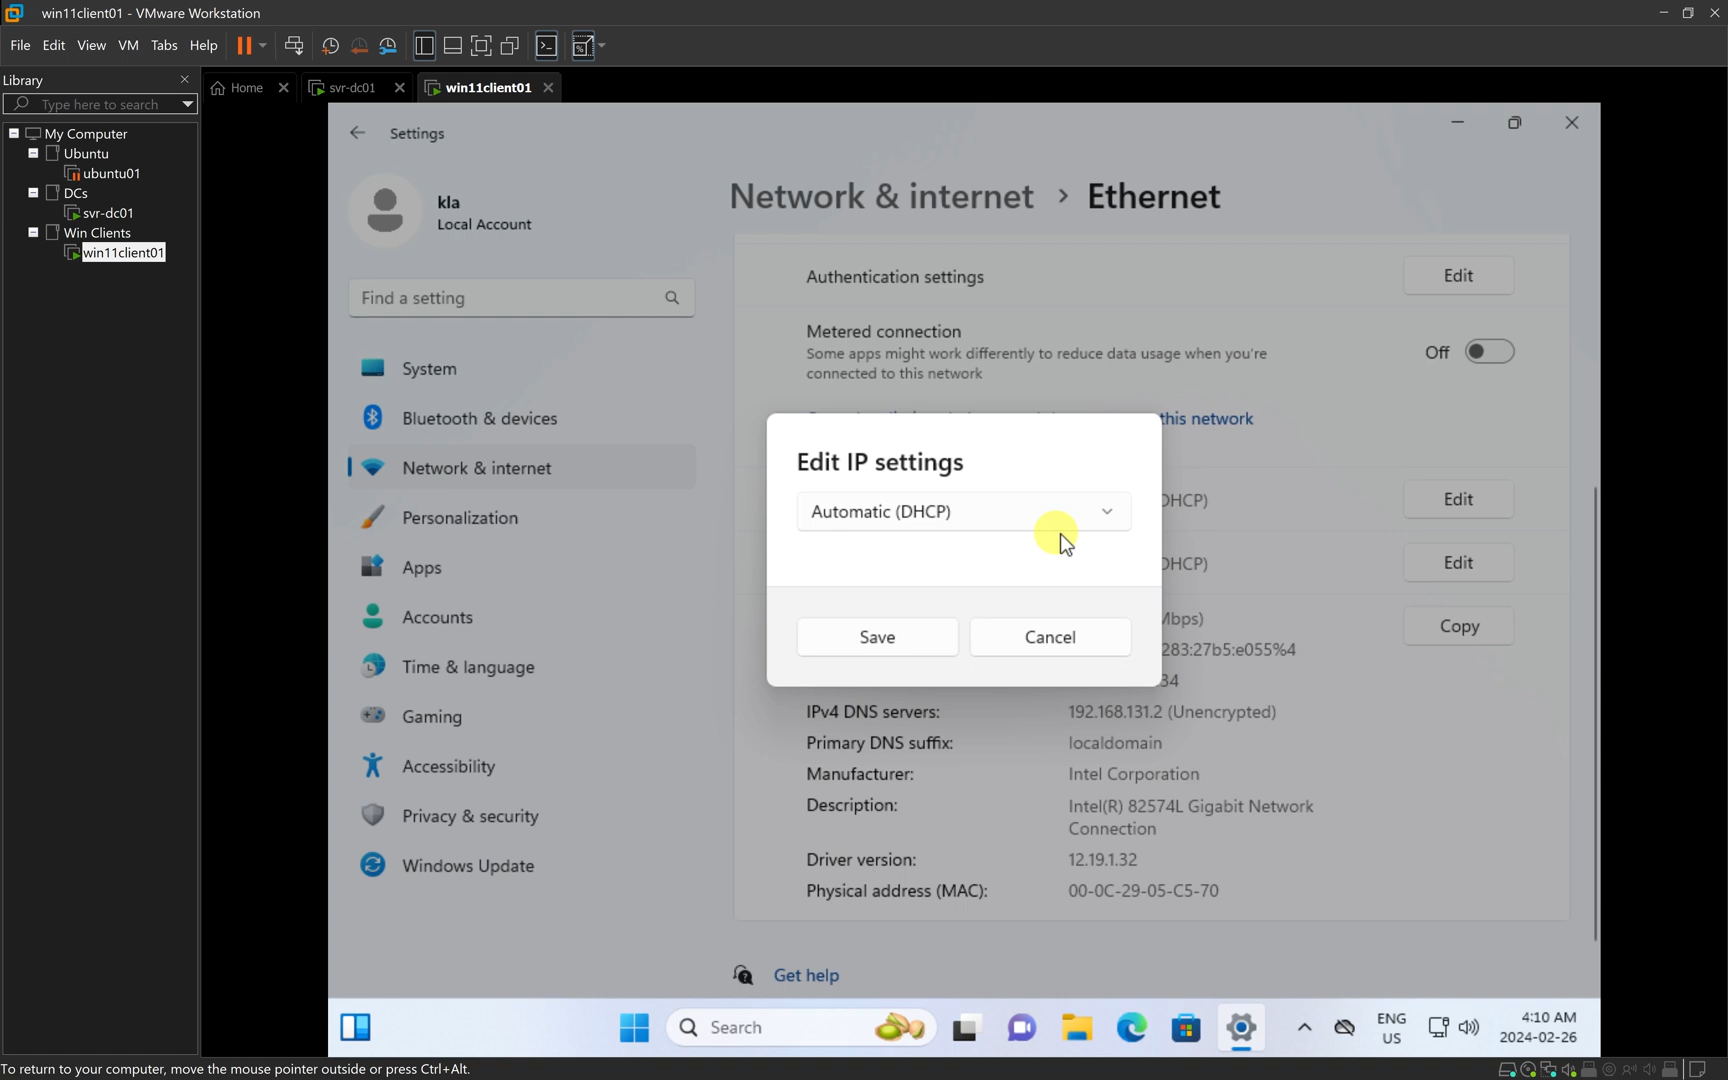 win11client01 - VMware Workstation
File Edit View VM Tabs Help
Library
Type here to search
Home
svr-dc01
win11client01
My Computer
Ubuntu
ubuntu01
DCs
svr-dc01
Win Clients
win11client01
Settings
kla
Local Account
Find a setting
System
Bluetooth & devices
Network & internet
Personalization
Apps
Accounts
Time & language
Gaming
Accessibility
Privacy & security
Windows Update
Network & internet > Ethernet
Authentication settings
Edit
Metered connection
Some apps might work differently to reduce data usage when you're
connected to this network
Off
this network
Edit IP settings
Automatic (DHCP)
Save
Cancel
DHCP)
Edit
DHCP)
Edit
Mbps)
Copy
283:27b5:e055%4
34
IPv4 DNS servers: 192.168.131.2 (Unencrypted)
Primary DNS suffix: localdomain
Manufacturer: Intel Corporation
Description: Intel(R) 82574L Gigabit Network
Connection
Driver version: 12.19.1.32
Physical address (MAC): 00-0C-29-05-C5-70
Get help
Search
ENG
US
4:10 AM
2024-02-26
To return to your computer, move the mouse pointer outside or press Ctrl+Alt.